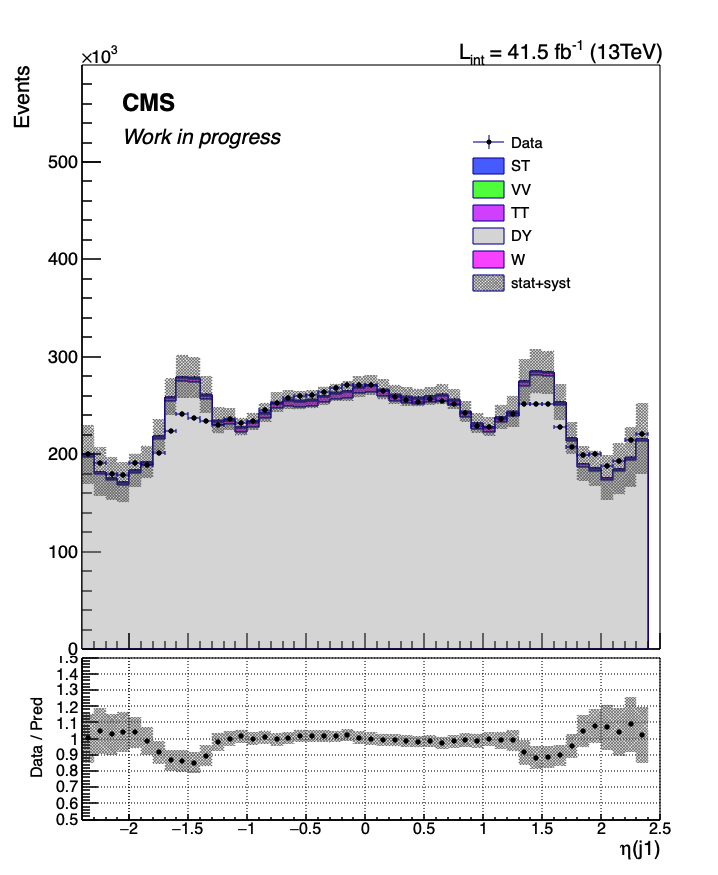 ×10³
L_int = 41.5 fb⁻¹ (13TeV)
Events
CMS
Work in progress
Data
ST
VV
TT
DY
W
stat+syst
500
400
300
200
100
0
1.5
1.4
1.3
1.2
1.1
1
0.9
0.8
0.7
0.6
0.5
Data / Pred
−2 −1.5 −1 −0.5 0 0.5 1 1.5 2 2.5
η(j1)